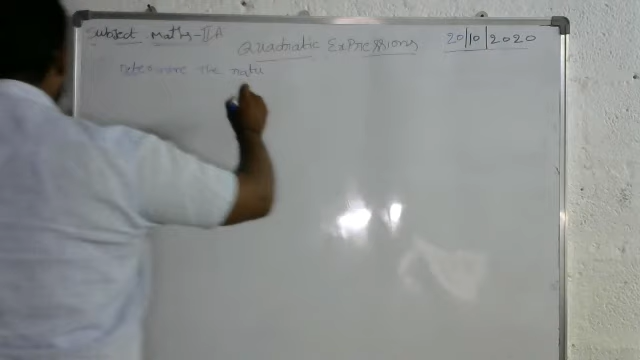 Subject Maths-IIA
Quadratic Expressions 20/10/2020
Determine the natu